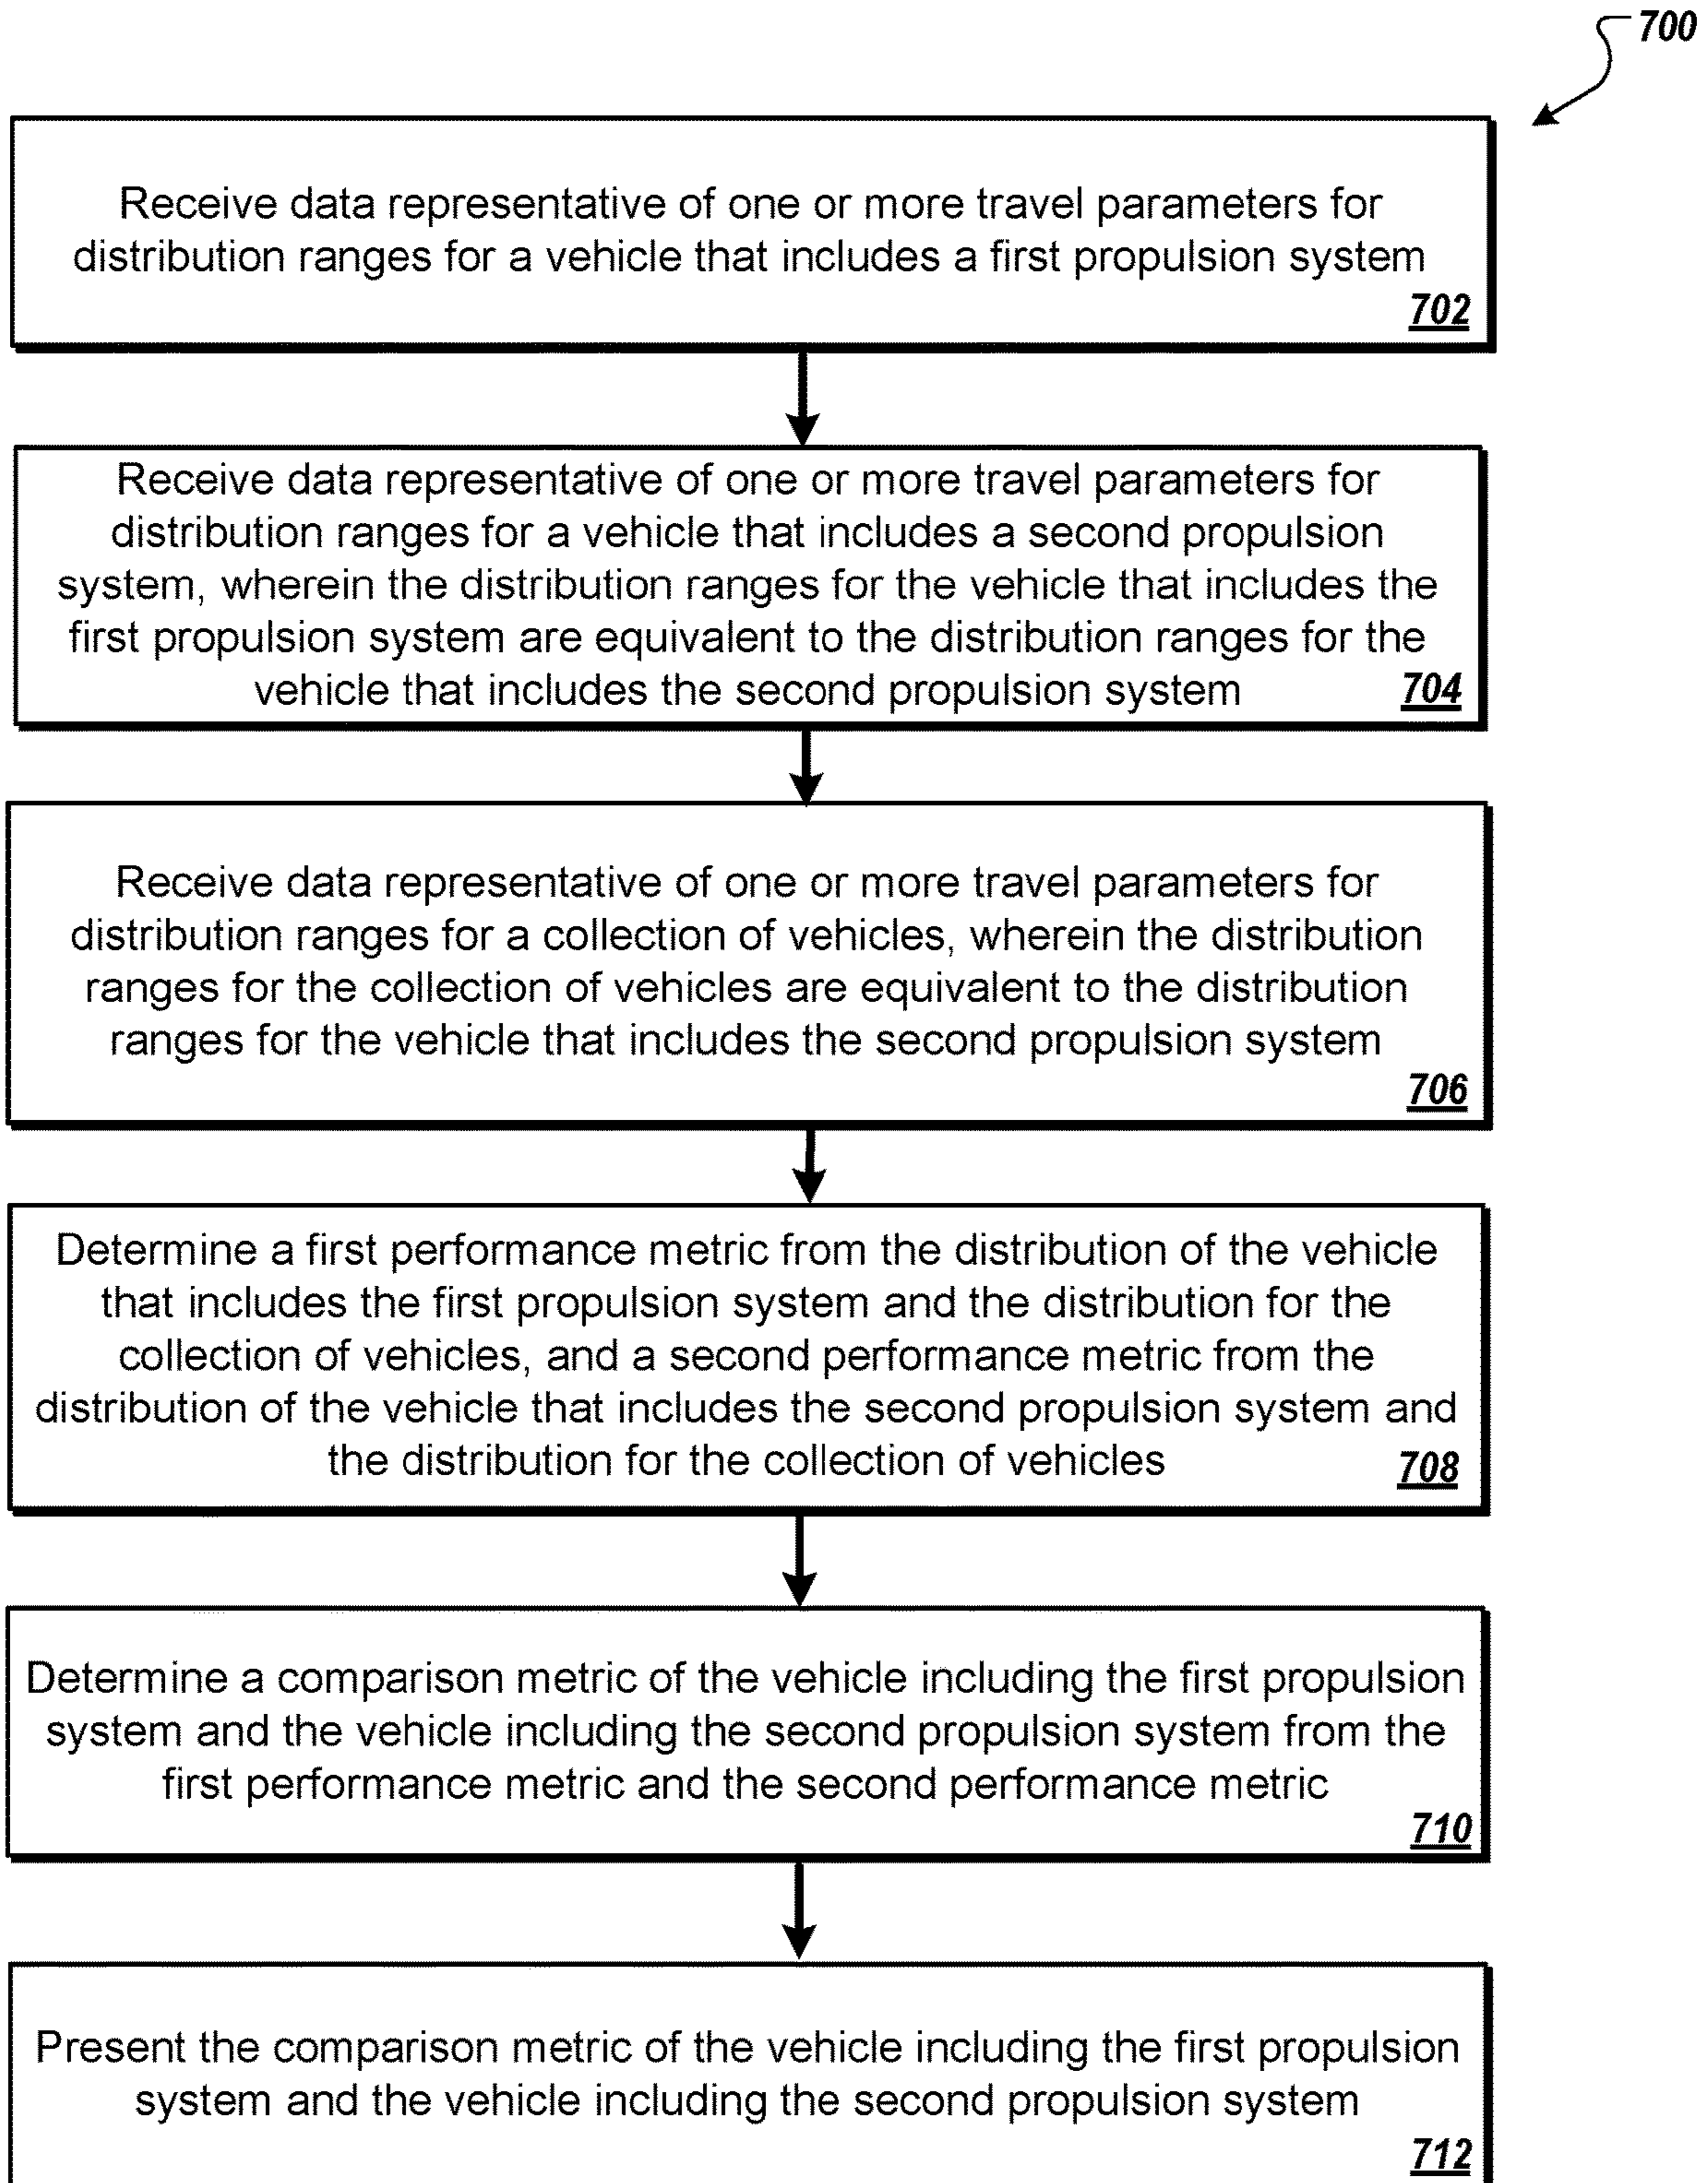 700
Receive data representative of one or more travel parameters for
distribution ranges for a vehicle that includes a first propulsion system
702
Receive data representative of one or more travel parameters for
distribution ranges for a vehicle that includes a second propulsion
system, wherein the distribution ranges for the vehicle that includes the
first propulsion system are equivalent to the distribution ranges for the
vehicle that includes the second propulsion system
704
Receive data representative of one or more travel parameters for
distribution ranges for a collection of vehicles, wherein the distribution
ranges for the collection of vehicles are equivalent to the distribution
ranges for the vehicle that includes the second propulsion system
706
Determine a first performance metric from the distribution of the vehicle
that includes the first propulsion system and the distribution for the
collection of vehicles, and a second performance metric from the
distribution of the vehicle that includes the second propulsion system and
the distribution for the collection of vehicles
708
Determine a comparison metric of the vehicle including the first propulsion
system and the vehicle including the second propulsion system from the
first performance metric and the second performance metric
710
Present the comparison metric of the vehicle including the first propulsion
system and the vehicle including the second propulsion system
712